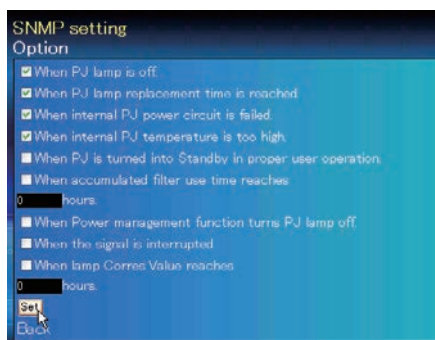 SNMP setting
Option
When PJ lamp is off.
When PJ lamp replacement time is reached.
When internal PJ power circuit is failed.
When internal PJ temperature is too high.
When PJ is turned into Standby in proper user operation.
When accumulated filter use time reaches
0 hours.
When Power management function turns PJ lamp off.
When the signal is interrupted
When lamp Corres Value reaches
0 hours.
Set
Back